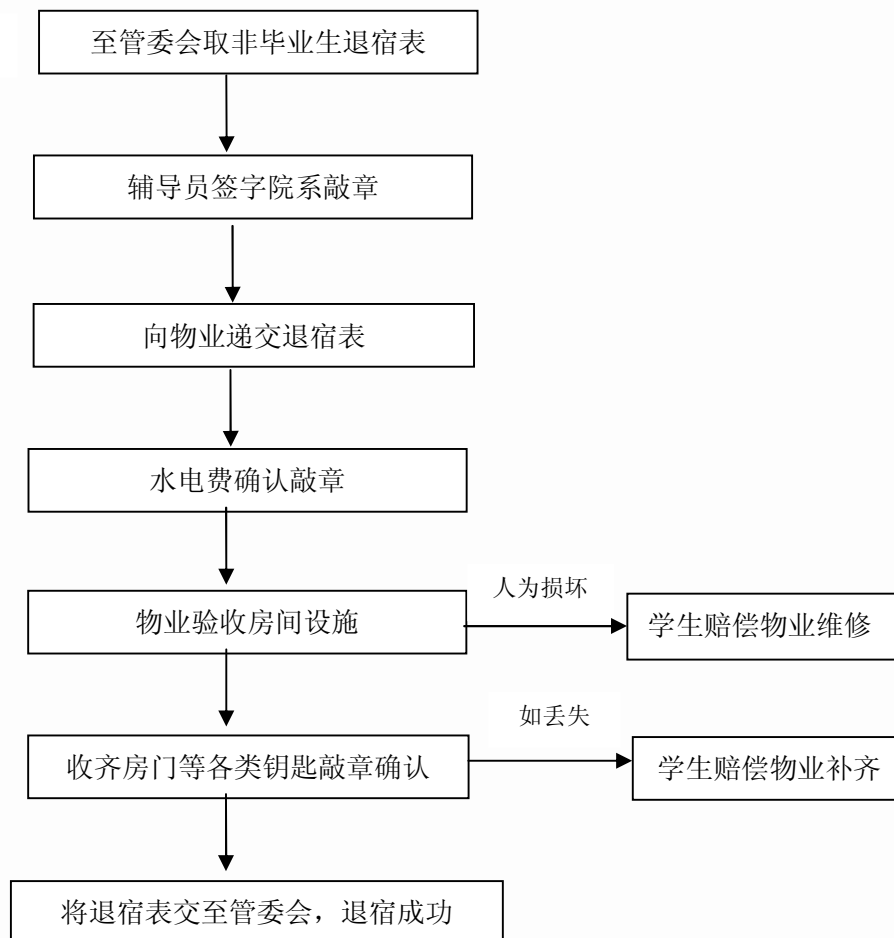 至管委会取非毕业生退宿表
辅导员签字院系敲章
向物业递交退宿表
水电费确认敲章
物业验收房间设施
人为损坏
学生赔偿物业维修
收齐房门等各类钥匙敲章确认
如丢失
学生赔偿物业补齐
将退宿表交至管委会，退宿成功